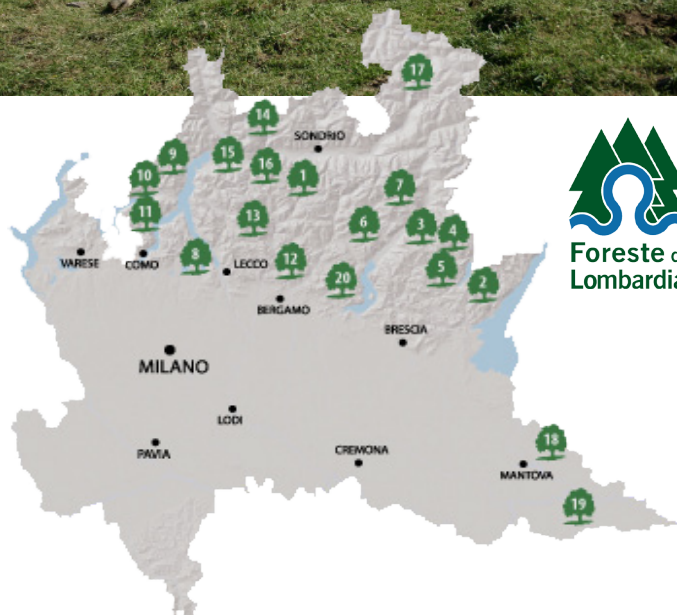 17
14
SONDRIO
9
15
16
10
1
7
11
13
6
3
4
VARESE
COMO
8
LECCO
12
5
20
2
BERGAMO
BRESCIA
MILANO
LODI
PAVIA
CREMONA
18
MANTOVA
19
Foreste d
Lombardia